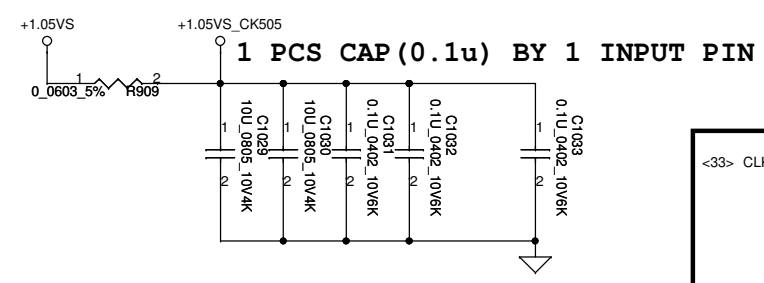 +1.05VS
+1.05VS_CK505
1 PCS CAP(0.1u) BY 1 INPUT PIN
1
2
0_0603_5%
R909
1
2
C1029
10U_0805_10V4K
1
2
C1030
10U_0805_10V4K
1
2
C1031
0.1U_0402_10V6K
1
2
C1032
0.1U_0402_10V6K
1
2
C1033
0.1U_0402_10V6K
<33> CL